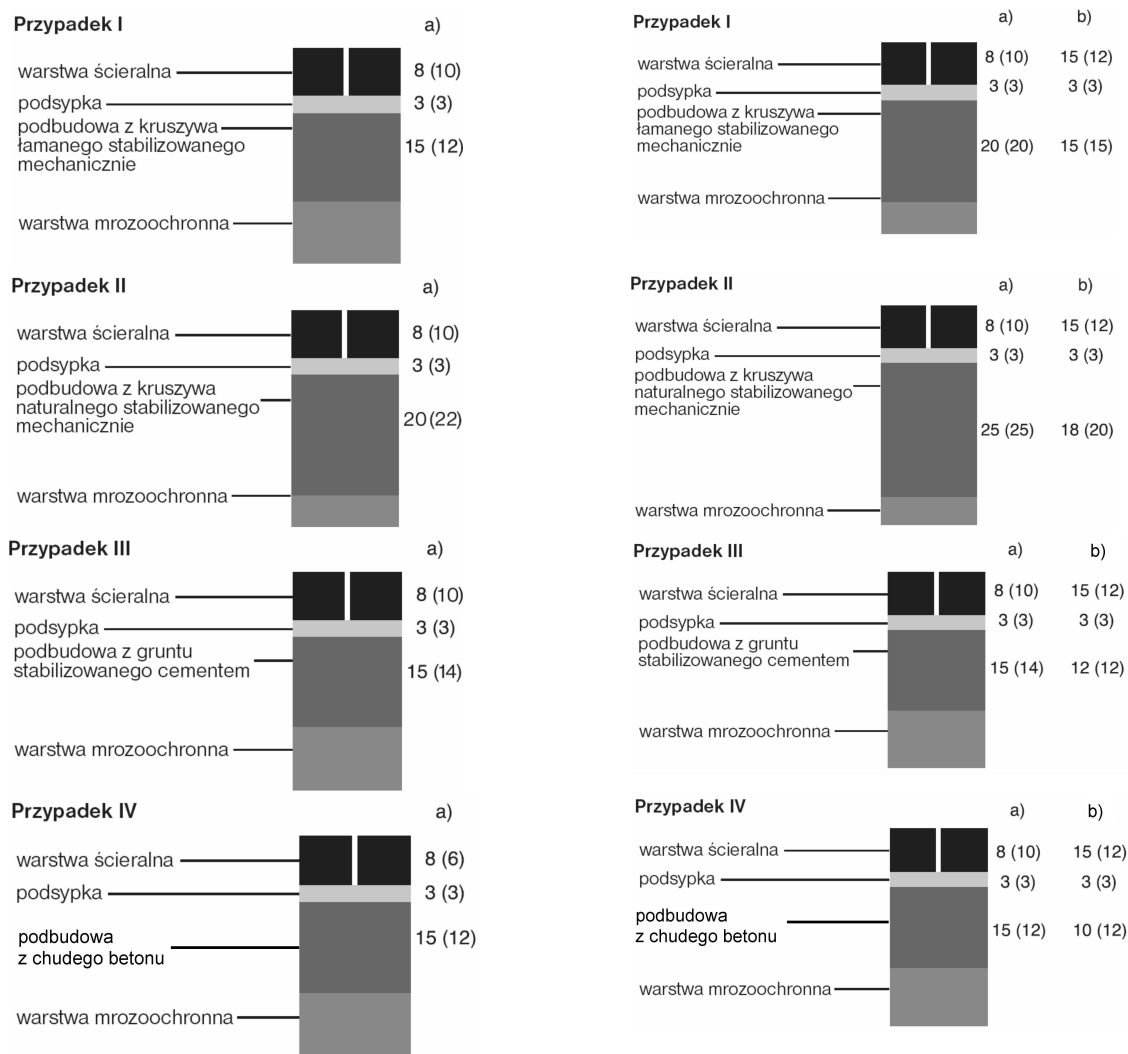 Przypadek I a)
warstwa ścieralna 8 (10)
podsypka 3 (3)
podbudowa z kruszywa
łamanego stabilizowanego 15 (12)
mechanicznie
warstwa mrozoochronna
Przypadek II a)
warstwa ścieralna 8 (10)
podsypka 3 (3)
podbudowa z kruszywa
naturalnego stabilizowanego
mechanicznie 20 (22)
warstwa mrozoochronna
Przypadek III a)
warstwa ścieralna 8 (10)
podsypka 3 (3)
podbudowa z gruntu
stabilizowanego cementem 15 (14)
warstwa mrozoochronna
Przypadek IV a)
warstwa ścieralna 8 (6)
podsypka 3 (3)
podbudowa 15 (12)
z chudego betonu
warstwa mrozoochronna
Przypadek I a) b)
warstwa ścieralna 8 (10) 15 (12)
podsypka 3 (3) 3 (3)
podbudowa z kruszywa
łamanego stabilizowanego
mechanicznie 20 (20) 15 (15)
warstwa mrozoochronna
Przypadek II a) b)
warstwa ścieralna 8 (10) 15 (12)
podsypka 3 (3) 3 (3)
podbudowa z kruszywa
naturalnego stabilizowanego
mechanicznie
25 (25) 18 (20)
warstwa mrozoochronna
Przypadek III a) b)
warstwa ścieralna 8 (10) 15 (12)
podsypka 3 (3) 3 (3)
podbudowa z gruntu
stabilizowanego cementem 15 (14) 12 (12)
warstwa mrozoochronna
Przypadek IV a) b)
warstwa ścieralna 8 (10) 15 (12)
podsypka 3 (3) 3 (3)
podbudowa
z chudego betonu 15 (12) 10 (12)
warstwa mrozoochronna